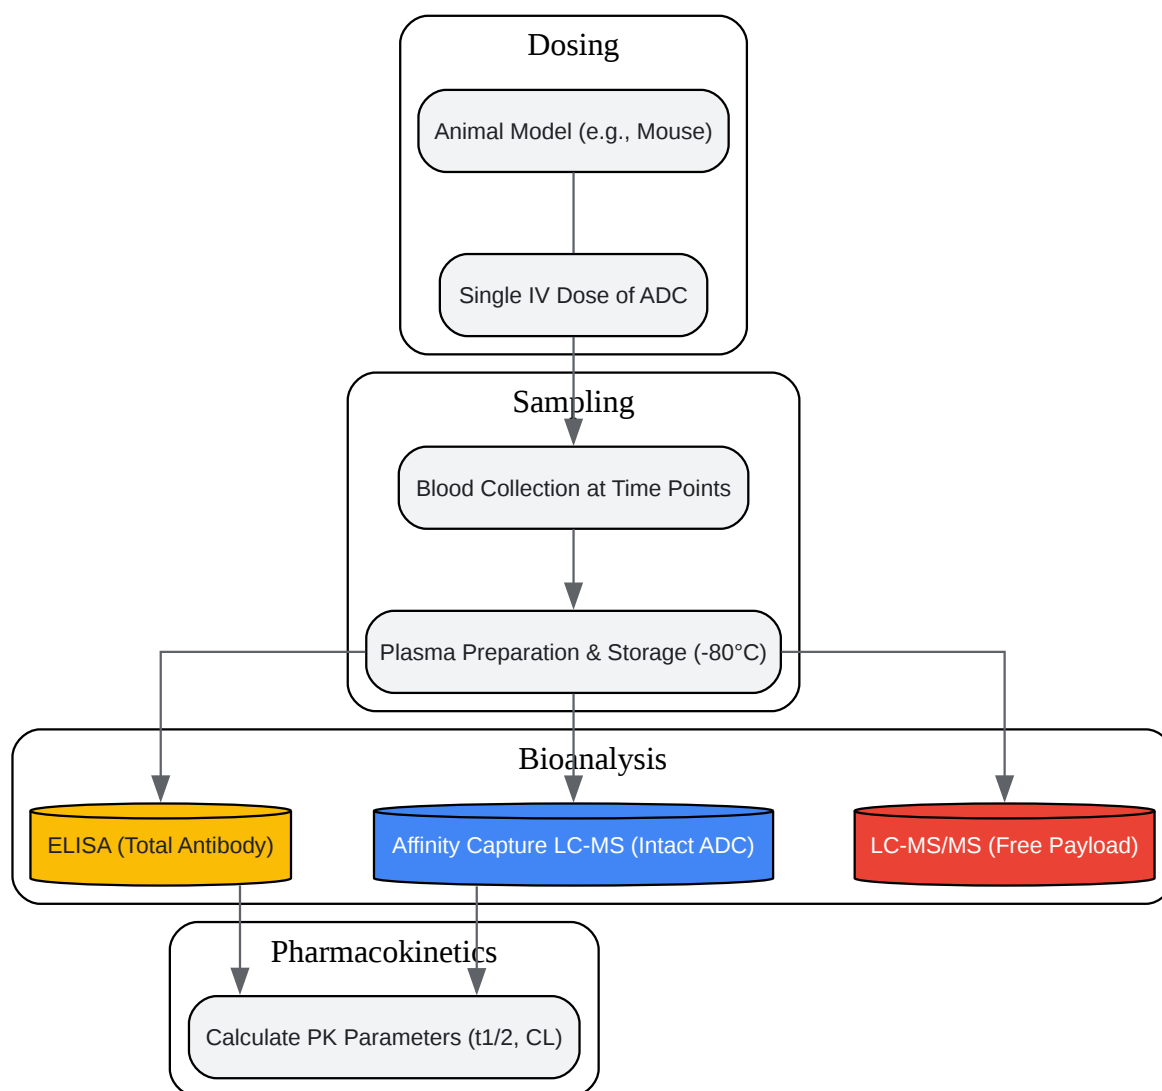 Dosing
Animal Model (e.g., Mouse)
Single IV Dose of ADC
Sampling
Blood Collection at Time Points
Plasma Preparation & Storage (-80°C)
Bioanalysis
ELISA (Total Antibody)
Affinity Capture LC-MS (Intact ADC)
LC-MS/MS (Free Payload)
Pharmacokinetics
Calculate PK Parameters (t1/2, CL)